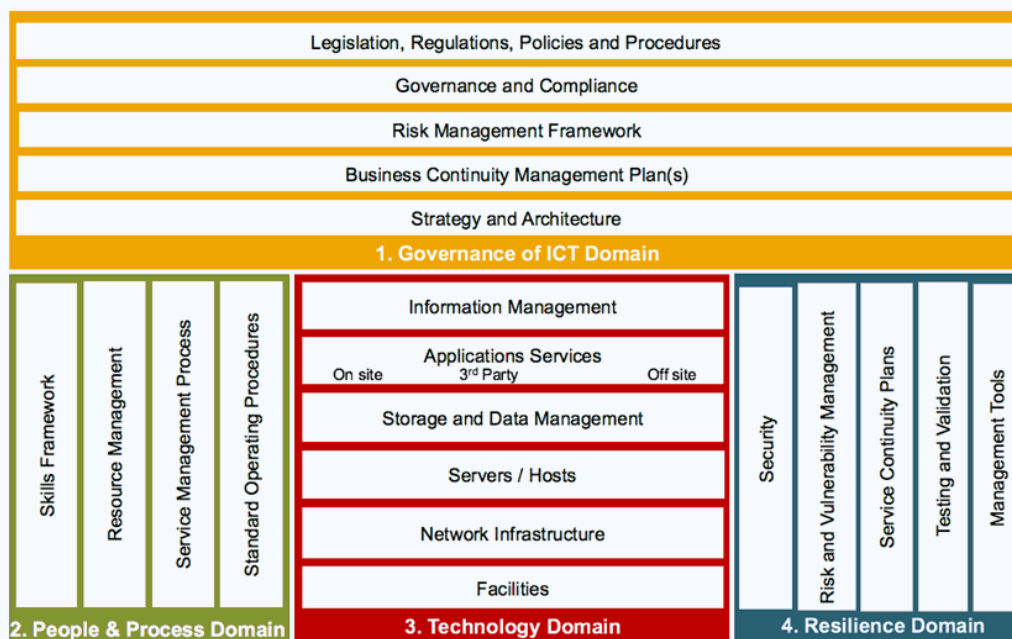 Legislation, Regulations, Policies and Procedures
Governance and Compliance
Risk Management Framework
Business Continuity Management Plan(s)
Strategy and Architecture
1. Governance of ICT Domain
Skills Framework
Resource Management
Service Management Process
Standard Operating Procedures
2. People & Process Domain
Information Management
Applications Services
On site 3rd Party Off site
Storage and Data Management
Servers / Hosts
Network Infrastructure
Facilities
3. Technology Domain
Security
Risk and Vulnerability Management
Service Continuity Plans
Testing and Validation
Management Tools
4. Resilience Domain